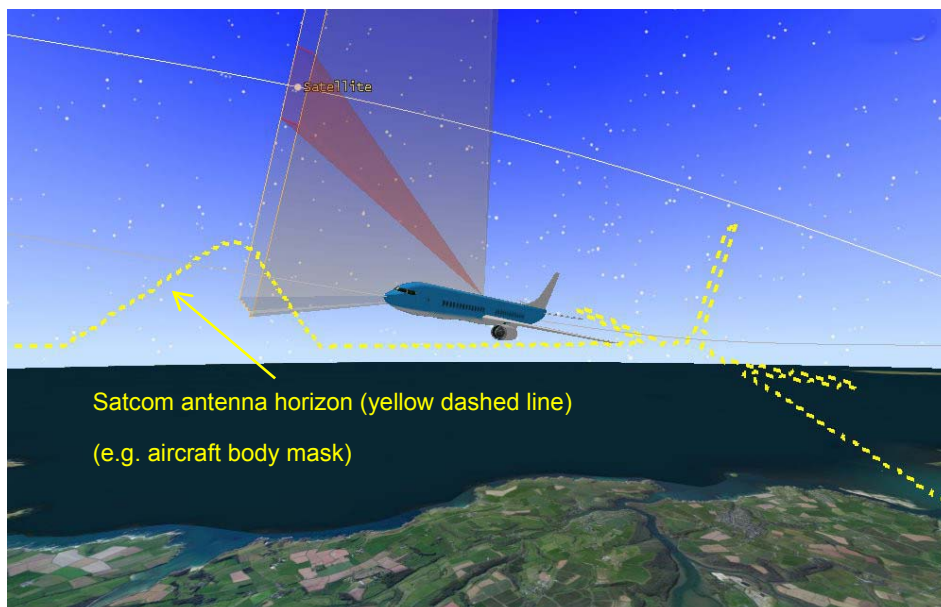 Satellite
Satcom antenna horizon (yellow dashed line)
(e.g. aircraft body mask)